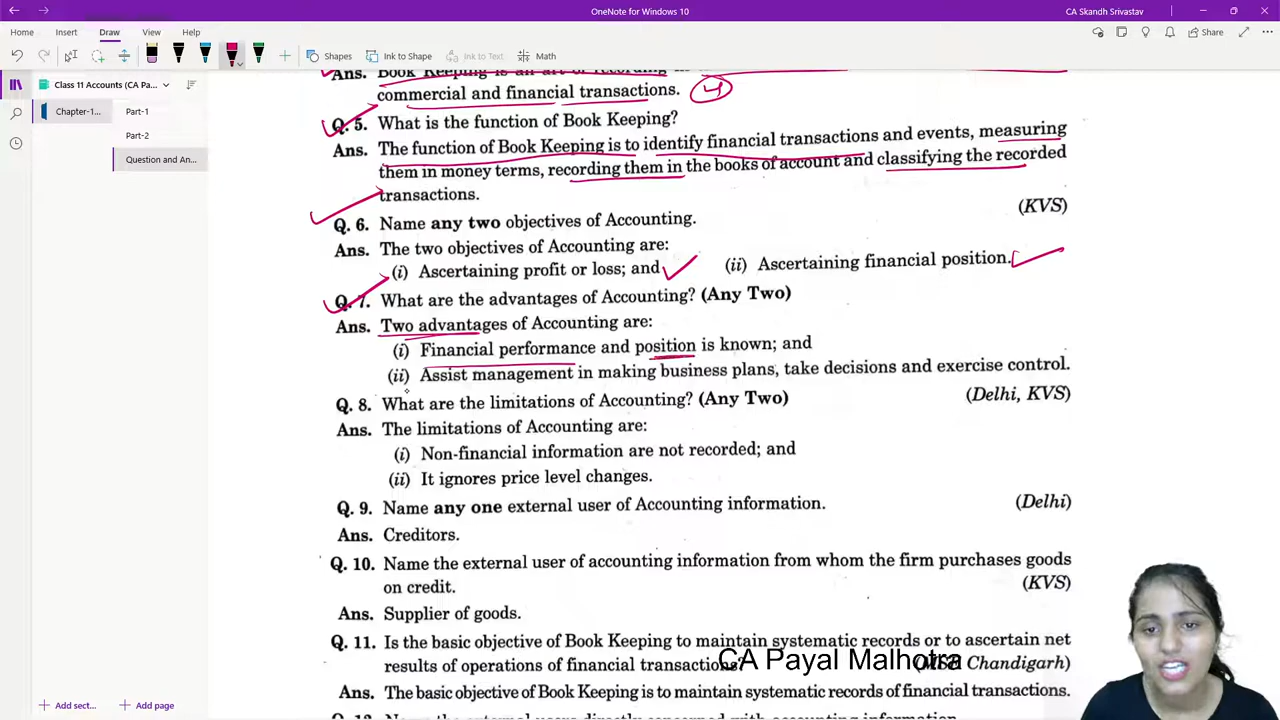 OneNote for Windows 10
CA Skandh Srivastav
Home Insert Draw View Help
Share
Shapes Ink to Shape Ink to Text Math
Class 11 Accounts (CA Pa...
Chapter-1...
Part-1
Part-2
Question and An...
Ans. Book Keeping is an art of recording in
commercial and financial transactions. 4
Q. 5. What is the function of Book Keeping?
Ans. The function of Book Keeping is to identify financial transactions and events, measuring
them in money terms, recording them in the books of account and classifying the recorded
transactions.
Q. 6. Name any two objectives of Accounting. (KVS)
Ans. The two objectives of Accounting are:
(i) Ascertaining profit or loss; and (ii) Ascertaining financial position.
Q. 7. What are the advantages of Accounting? (Any Two)
Ans. Two advantages of Accounting are:
(i) Financial performance and position is known; and
(ii) Assist management in making business plans, take decisions and exercise control.
Q. 8. What are the limitations of Accounting? (Any Two) (Delhi, KVS)
Ans. The limitations of Accounting are:
(i) Non-financial information are not recorded; and
(ii) It ignores price level changes.
Q. 9. Name any one external user of Accounting information. (Delhi)
Ans. Creditors.
Q. 10. Name the external user of accounting information from whom the firm purchases goods
on credit. (KVS)
Ans. Supplier of goods.
Q. 11. Is the basic objective of Book Keeping to maintain systematic records or to ascertain net
results of operations of financial transactions? Chandigarh)
CA Payal Malhotra
Ans. The basic objective of Book Keeping is to maintain systematic records of financial transactions.
Add sect... Add page